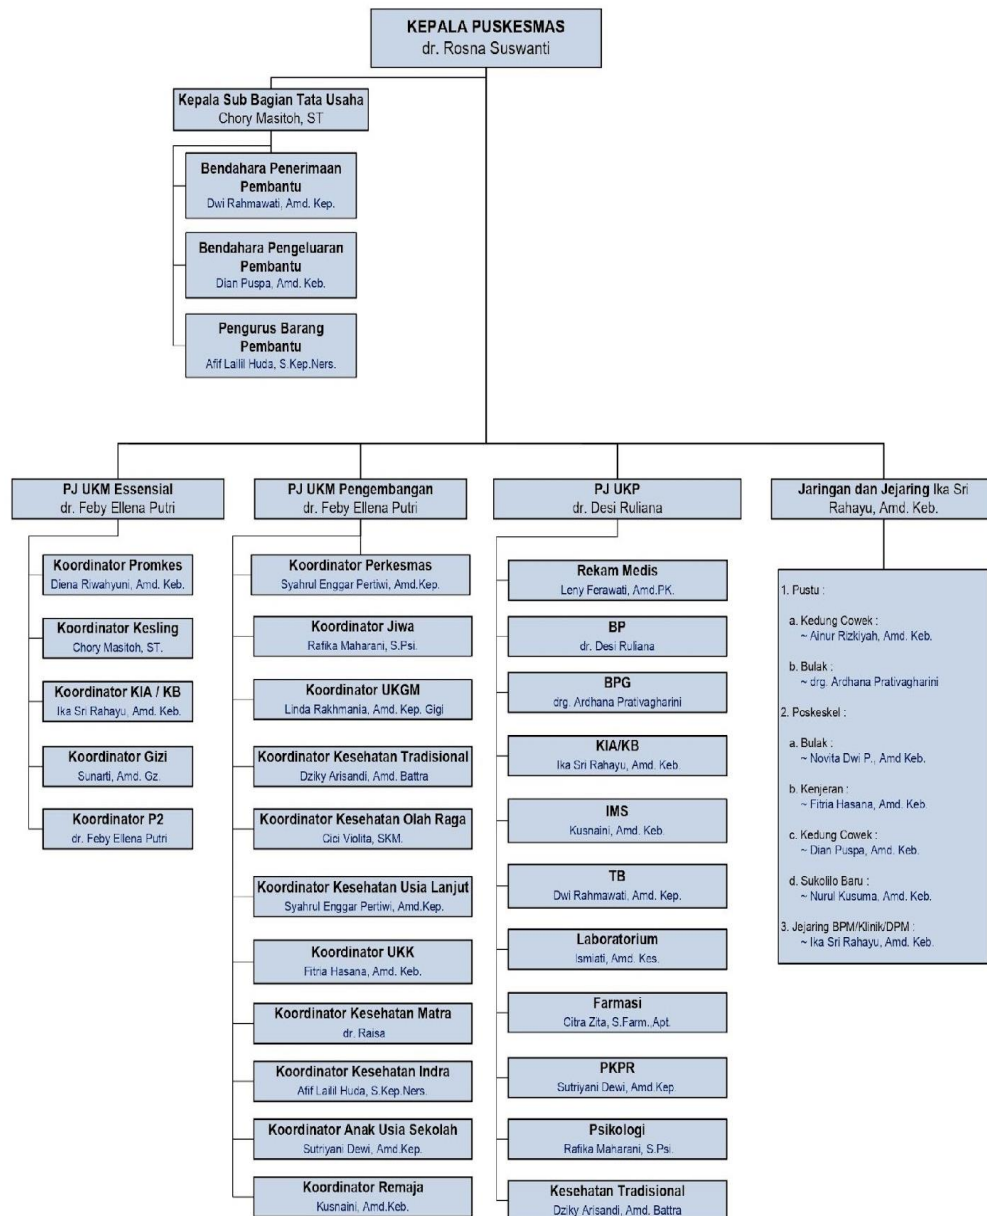 KEPALA PUSKESMAS
dr. Rosna Suswanti
Kepala Sub Bagian Tata Usaha
Chory Masitoh, ST
Bendahara Penerimaan
Pembantu
Dwi Rahmawati, Amd. Kep.
Bendahara Pengeluaran
Pembantu
Dian Puspa, Amd. Keb.
Pengurus Barang
Pembantu
Afif Lailil Huda, S.Kep.Ners.
PJ UKM Essensial
dr. Feby Ellena Putri
Koordinator Promkes
Diena Riwahyuni, Amd. Keb.
Koordinator Kesling
Chory Masitoh, ST.
Koordinator KIA / KB
Ika Sri Rahayu, Amd. Keb.
Koordinator Gizi
Sunarti, Amd. Gz.
Koordinator P2
dr. Feby Ellena Putri
PJ UKM Pengembangan
dr. Feby Ellena Putri
Koordinator Perkesmas
Syahrul Enggar Pertiwi, Amd.Kep.
Koordinator Jiwa
Rafika Maharani, S.Psi.
Koordinator UKGM
Linda Rakhmania, Amd. Kep. Gigi
Koordinator Kesehatan Tradisional
Dziky Arisandi, Amd. Battra
Koordinator Kesehatan Olah Raga
Cici Violita, SKM.
Koordinator Kesehatan Usia Lanjut
Syahrul Enggar Pertiwi, Amd.Kep.
Koordinator UKK
Fitria Hasana, Amd. Keb.
Koordinator Kesehatan Matra
dr. Raisa
Koordinator Kesehatan Indra
Afif Lailil Huda, S.Kep.Ners.
Koordinator Anak Usia Sekolah
Sutriyani Dewi, Amd.Kep.
Koordinator Remaja
Kusnaini, Amd.Keb.
PJ UKP
dr. Desi Ruliana
Rekam Medis
Leny Ferawati, Amd.PK.
BP
dr. Desi Ruliana
BPG
drg. Ardhana Prativagharini
KIA/KB
Ika Sri Rahayu, Amd. Keb.
IMS
Kusnaini, Amd. Keb.
TB
Dwi Rahmawati, Amd. Kep.
Laboratorium
Ismiati, Amd. Kes.
Farmasi
Citra Zita, S.Farm.,Apt.
PKPR
Sutriyani Dewi, Amd.Kep.
Psikologi
Rafika Maharani, S.Psi.
Kesehatan Tradisional
Dziky Arisandi, Amd. Battra
Jaringan dan Jejaring Ika Sri
Rahayu, Amd. Keb.
1. Pustu :
a. Kedung Cowek :
~ Ainur Rizkiyah, Amd. Keb.
b. Bulak :
~ drg. Ardhana Prativagharini
2. Poskeskel :
a. Bulak :
~ Novita Dwi P., Amd Keb.
b. Kenjeran :
~ Fitria Hasana, Amd. Keb.
c. Kedung Cowek :
~ Dian Puspa, Amd. Keb.
d. Sukolilo Baru :
~ Nurul Kusuma, Amd. Keb.
3. Jejaring BPM/Klinik/DPM :
~ Ika Sri Rahayu, Amd. Keb.